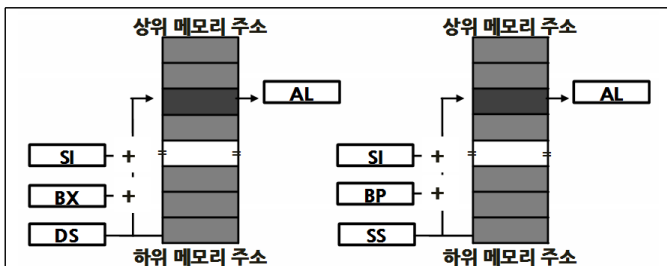 상위 메모리 주소
AL
SI
+
=
=
BX
+
DS
하위 메모리 주소
상위 메모리 주소
AL
SI
+
=
=
BP
+
SS
하위 메모리 주소